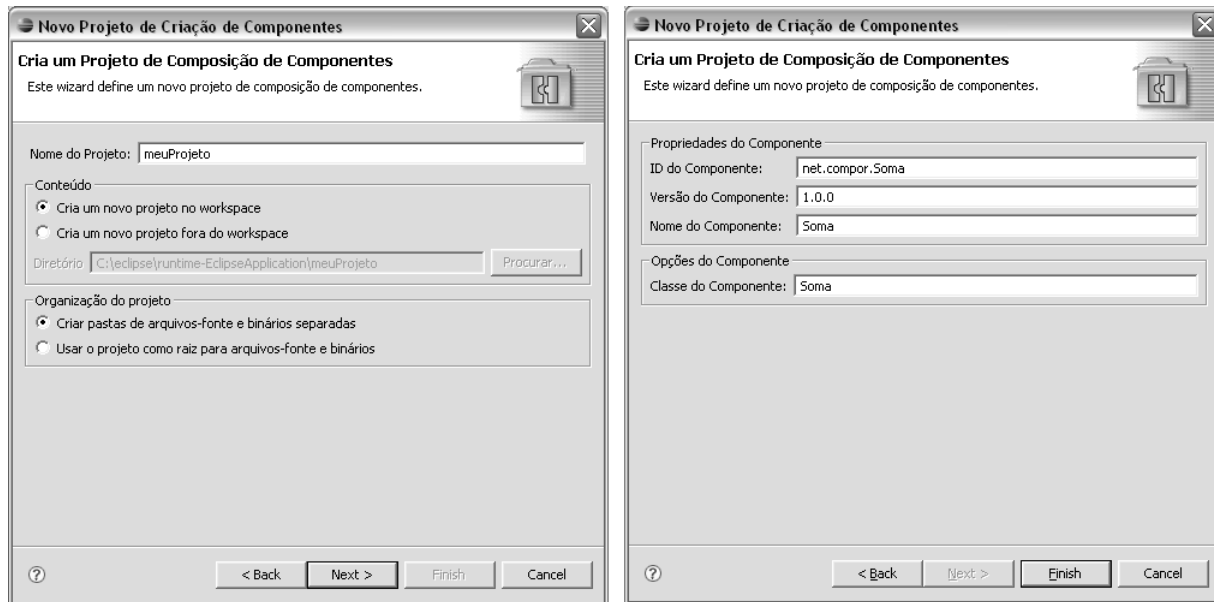 Novo Projeto de Criação de Componentes
Cria um Projeto de Composição de Componentes
Este wizard define um novo projeto de composição de componentes.
Nome do Projeto: meuProjeto
Conteúdo
Cria um novo projeto no workspace
Cria um novo projeto fora do workspace
Diretório C:\eclipse\runtime-EclipseApplication\meuProjeto Procurar...
Organização do projeto
Criar pastas de arquivos-fonte e binários separadas
Usar o projeto como raiz para arquivos-fonte e binários
? < Back Next > Finish Cancel
Novo Projeto de Criação de Componentes
Cria um Projeto de Composição de Componentes
Este wizard define um novo projeto de composição de componentes.
Propriedades do Componente
ID do Componente: net.compor.Soma
Versão do Componente: 1.0.0
Nome do Componente: Soma
Opções do Componente
Classe do Componente: Soma
? < Back Next > Finish Cancel